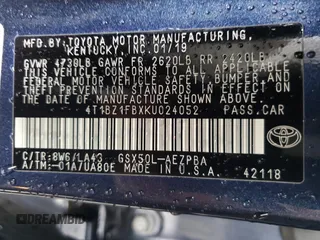 MFD. BY:TOYOTA MOTOR MANUFACTURING,
KENTUCKY, INC. 01/19
GVWR 4730LB GAWR FR 2620LB RR 2420LB
THIS VEHICLE CONFORMS TO ALL APPLICABLE
FEDERAL MOTOR VEHICLE SAFETY, BUMPER, AND
THEFT PREVENTION STANDARDS IN EFFECT ON
THE DATE OF MANUFACTURE SHOWN ABOVE.
4T1BZ1FBXKU024052 PASS.CAR
C/TR: 8W6/LA43 GSX50L-AEZPBA
A/TM: -01A/UA80E MADE IN U.S.A.
42118
DREAMBID